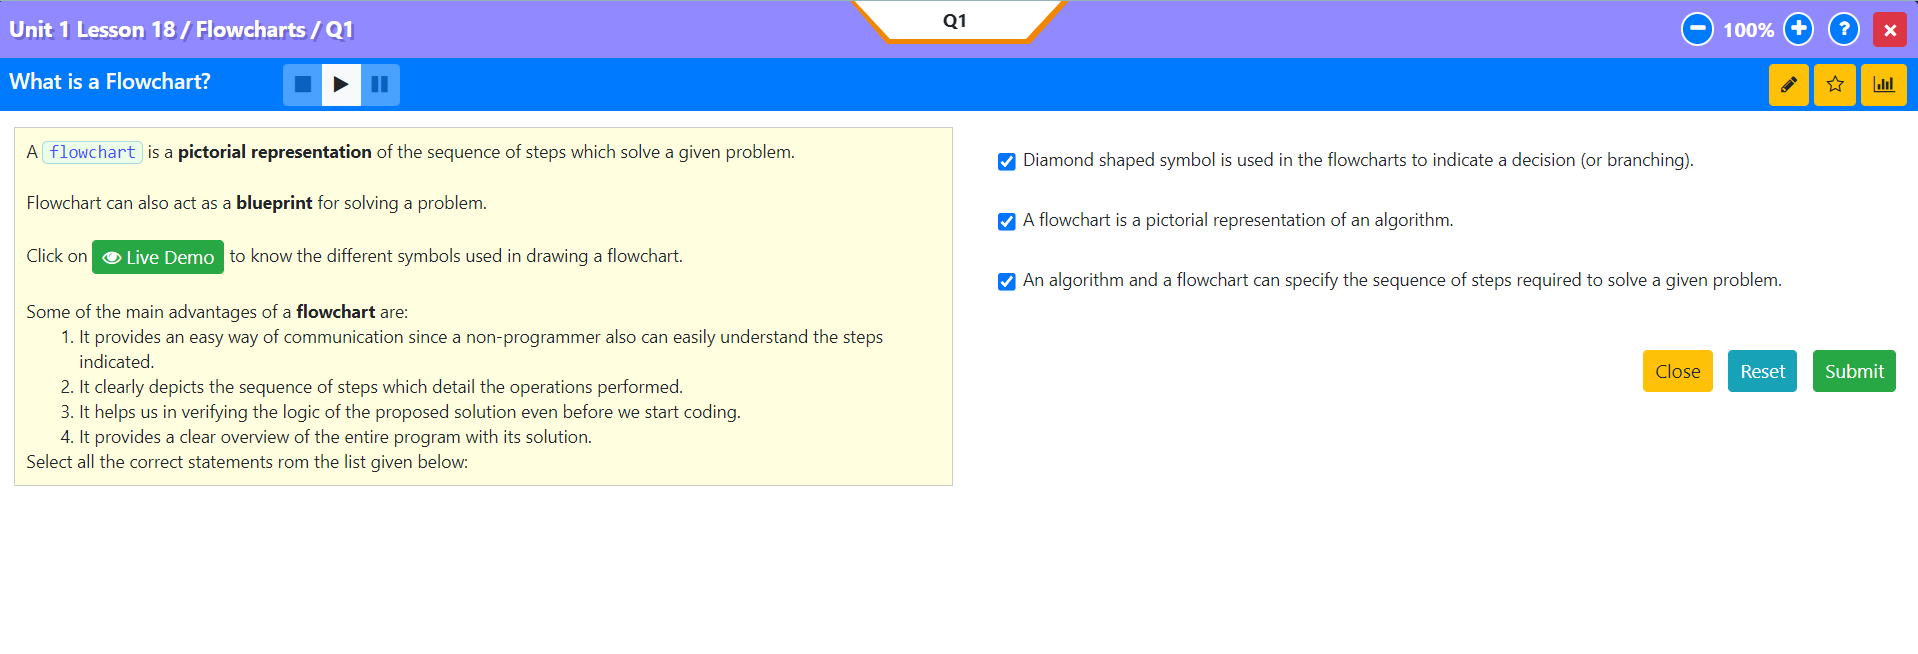 Unit 1 Lesson 18 / Flowcharts / Q1
Q1
100%
What is a Flowchart?
A flowchart is a pictorial representation of the sequence of steps which solve a given problem.
Flowchart can also act as a blueprint for solving a problem.
Click on Live Demo to know the different symbols used in drawing a flowchart.
Some of the main advantages of a flowchart are:
1. It provides an easy way of communication since a non-programmer also can easily understand the steps
indicated.
2. It clearly depicts the sequence of steps which detail the operations performed.
3. It helps us in verifying the logic of the proposed solution even before we start coding.
4. It provides a clear overview of the entire program with its solution.
Select all the correct statements rom the list given below:
Diamond shaped symbol is used in the flowcharts to indicate a decision (or branching).
A flowchart is a pictorial representation of an algorithm.
An algorithm and a flowchart can specify the sequence of steps required to solve a given problem.
Close Reset Submit